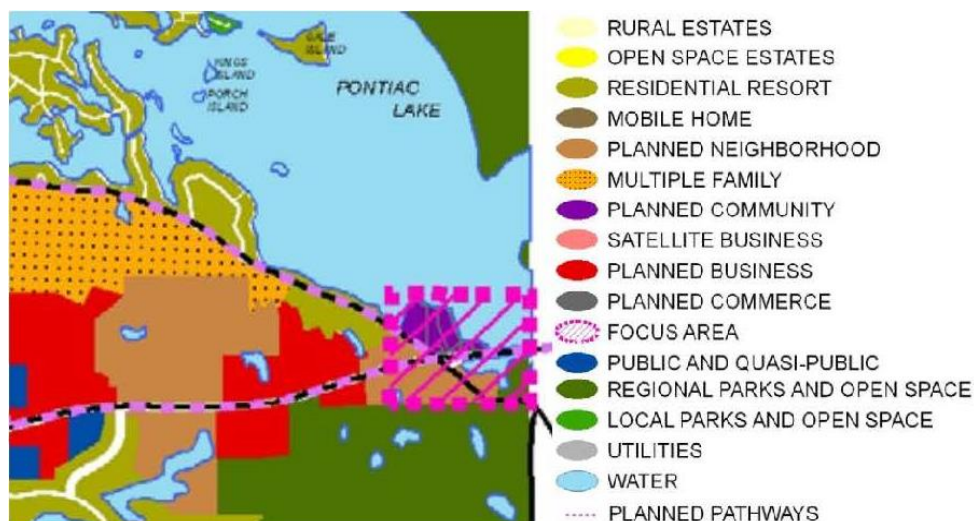 GALE
ISLAND
KINGS
ISLAND
PORCH
ISLAND
PONTIAC
LAKE
RURAL ESTATES
OPEN SPACE ESTATES
RESIDENTIAL RESORT
MOBILE HOME
PLANNED NEIGHBORHOOD
MULTIPLE FAMILY
PLANNED COMMUNITY
SATELLITE BUSINESS
PLANNED BUSINESS
PLANNED COMMERCE
FOCUS AREA
PUBLIC AND QUASI-PUBLIC
REGIONAL PARKS AND OPEN SPACE
LOCAL PARKS AND OPEN SPACE
UTILITIES
WATER
PLANNED PATHWAYS